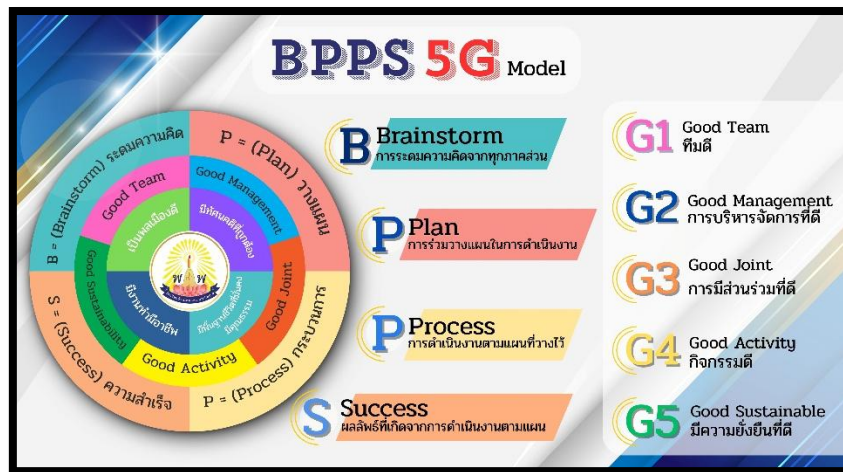 BPPS 5G Model
B = (Brainstorm) ระดมความคิด
P = (Plan) วางแผน
P = (Process) กระบวนการ
S = (Success) ความสำเร็จ
Good Team
Good Management
Good Joint
Good Activity
Good Sustainability
เป็นพลเมืองดี
มีทัศนคติที่ถูกต้อง
มีพื้นฐานชีวิตที่มั่นคง
มีคุณธรรม
มีงานทำมีอาชีพ
พ พ
B Brainstorm
การระดมความคิดจากทุกภาคส่วน
P Plan
การร่วมวางแผนในการดำเนินงาน
P Process
การดำเนินงานตามแผนที่วางไว้
S Success
ผลลัพธ์ที่เกิดจากการดำเนินงานตามแผน
G1 Good Team
ทีมดี
G2 Good Management
การบริหารจัดการที่ดี
G3 Good Joint
การมีส่วนร่วมที่ดี
G4 Good Activity
กิจกรรมดี
G5 Good Sustainable
มีความยั่งยืนที่ดี